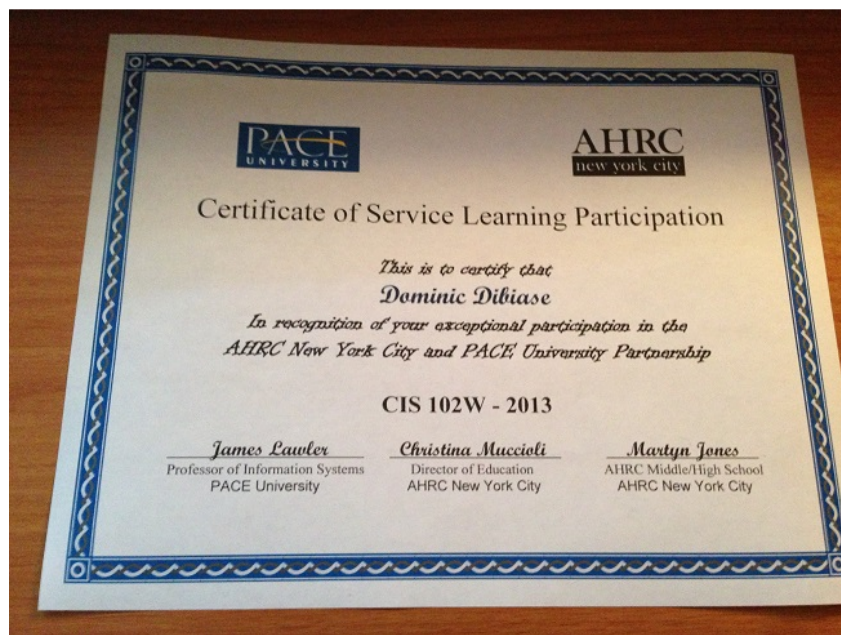 PACE
UNIVERSITY
AHRC
new york city
Certificate of Service Learning Participation
This is to certify that
Dominic Dibiase
In recognition of your exceptional participation in the
AHRC New York City and PACE University Partnership
CIS 102W - 2013
James Lawler
Professor of Information Systems
PACE University
Christina Muccioli
Director of Education
AHRC New York City
Martyn Jones
AHRC Middle/High School
AHRC New York City